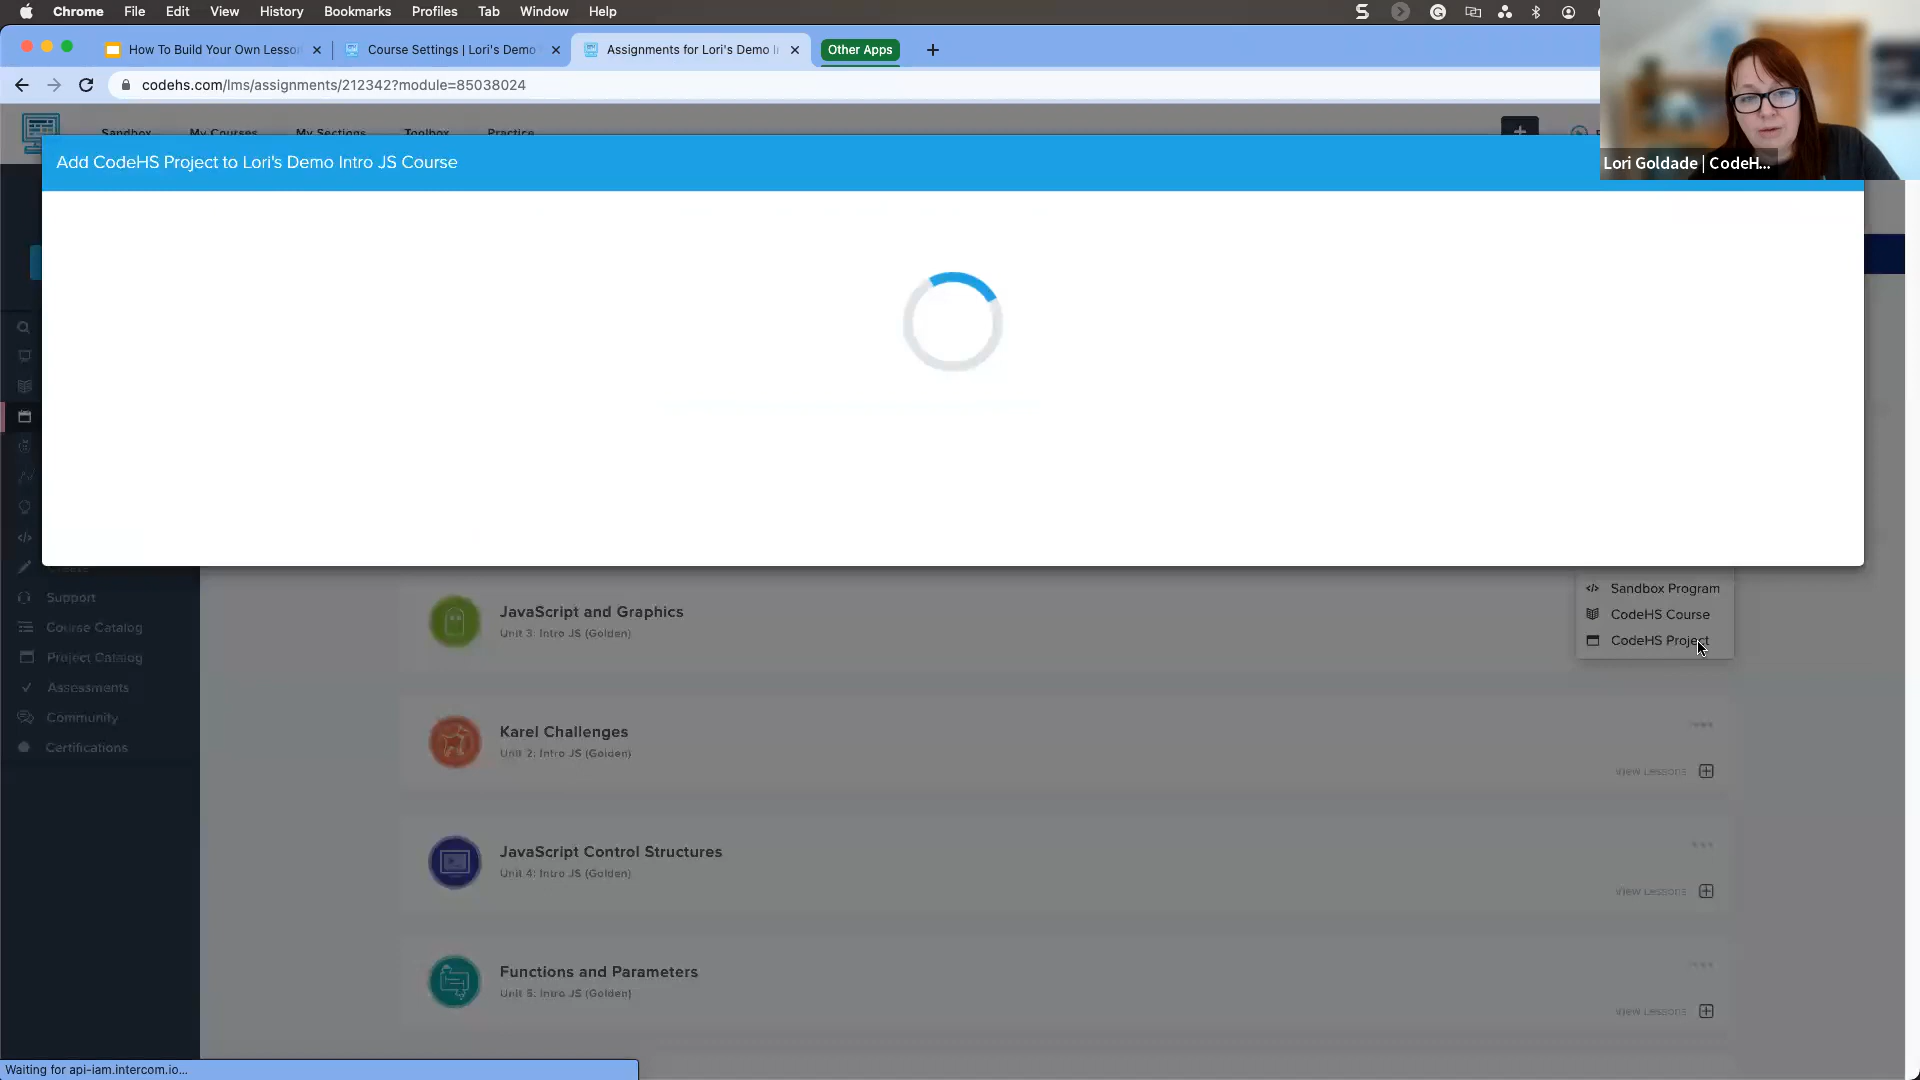 Chrome File Edit View History Bookmarks Profiles Tab Window Help
How To Build Your Own Lesso
Course Settings | Lori's Demo
Assignments for Lori's Demo I
Other Apps
codehs.com/lms/assignments/212342?module=85038024
Sandbox My Courses My Sections Toolbox Practice
Lori Goldade | CodeH...
Add CodeHS Project to Lori's Demo Intro JS Course
Support
Course Catalog
Project Catalog
Assessments
Community
Certifications
JavaScript and Graphics
Unit 3: Intro JS (Golden)
Sandbox Program
CodeHS Course
CodeHS Project
Karel Challenges
Unit 2: Intro JS (Golden)
View Lessons
JavaScript Control Structures
Unit 4: Intro JS (Golden)
View Lessons
Functions and Parameters
Unit 5: Intro JS (Golden)
View Lessons
Waiting for api-iam.intercom.io...